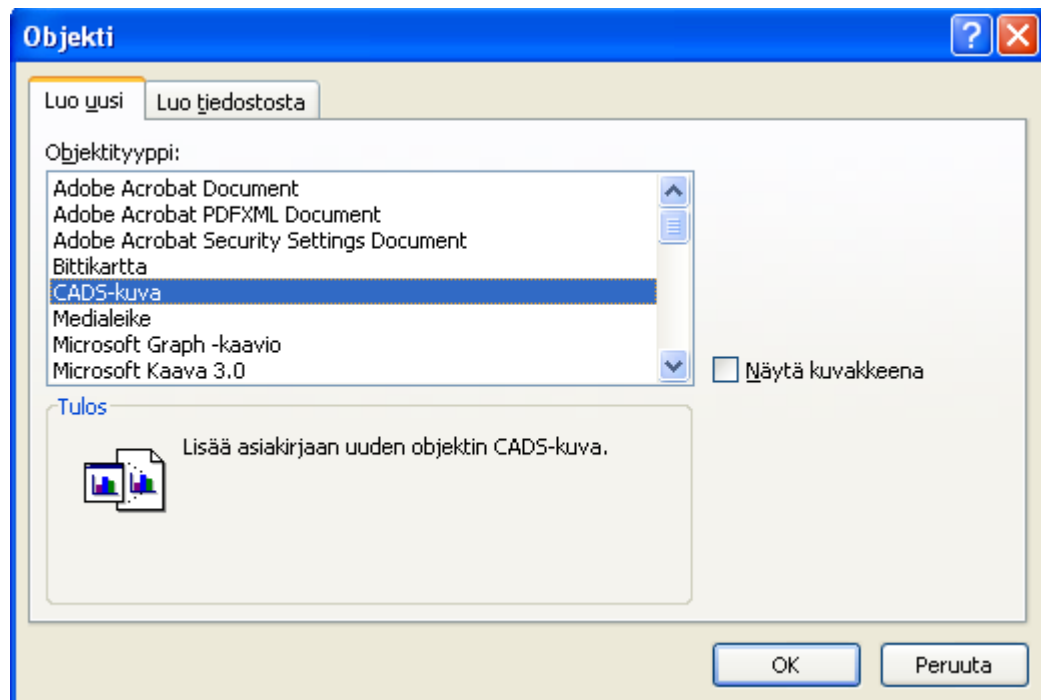 Objekti
Luo uusi
Luo tiedostosta
Objektityyppi:
Adobe Acrobat Document
Adobe Acrobat PDFXML Document
Adobe Acrobat Security Settings Document
Bittikartta
CADS-kuva
Medialeike
Microsoft Graph -kaavio
Microsoft Kaava 3.0
Näytä kuvakkeena
Tulos
Lisää asiakirjaan uuden objektin CADS-kuva.
OK
Peruuta